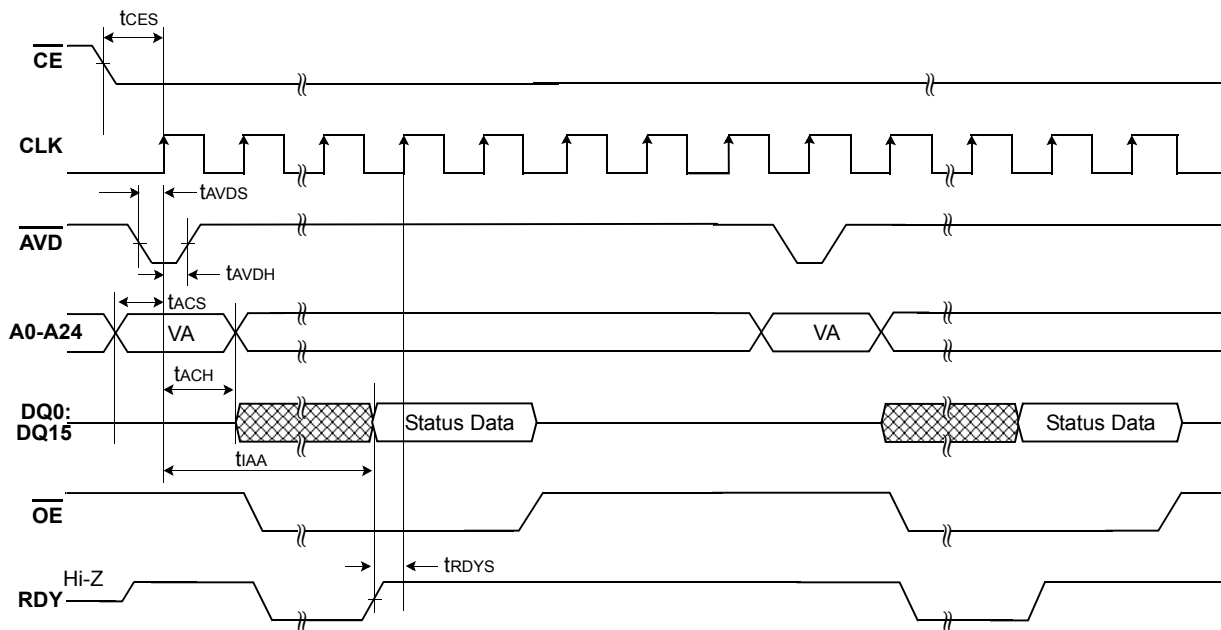 tCES
CE
CLK
tAVDS
AVD
tAVDH
tACS
A0-A24
VA
VA
tACH
DQ0:
DQ15
Status Data
Status Data
tIAA
OE
tRDYS
Hi-Z
RDY